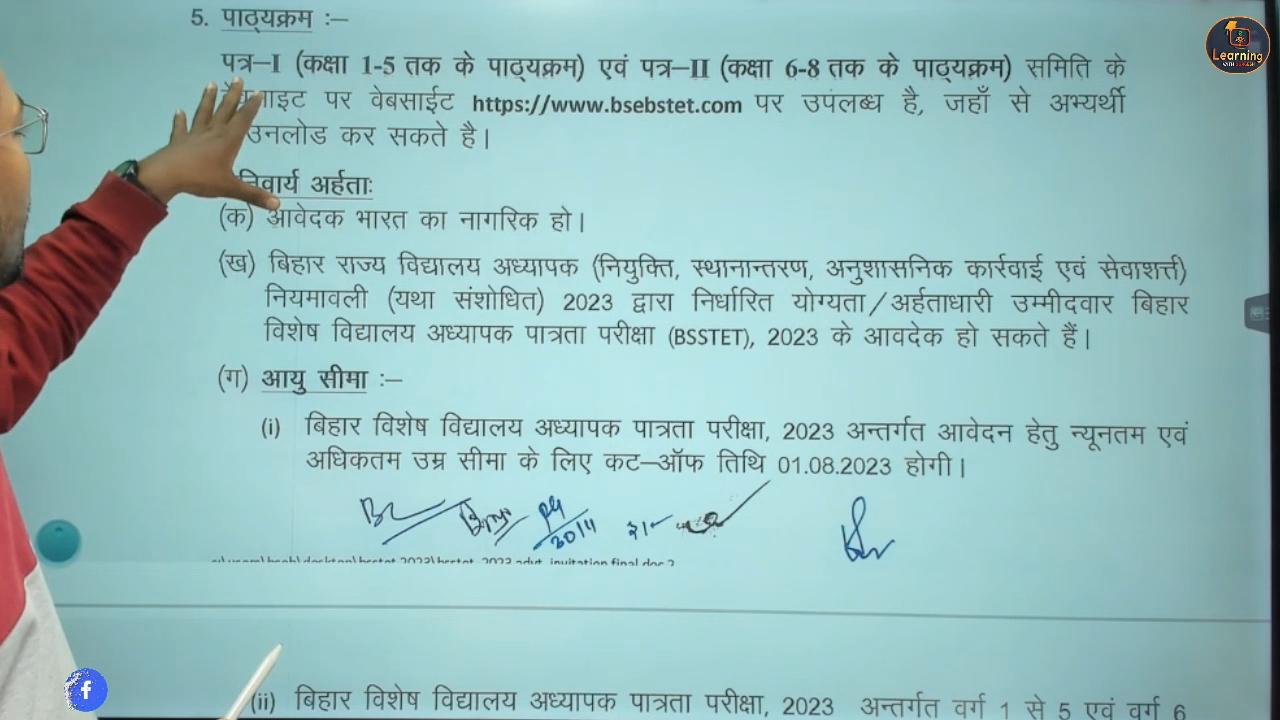 5. पाठ्यक्रम :–
पत्र–I (कक्षा 1-5 तक के पाठ्यक्रम) एवं पत्र–II (कक्षा 6-8 तक के पाठ्यक्रम) समिति के
पर वेबसाईट https://www.bsebstet.com पर उपलब्ध है, जहाँ से अभ्यर्थी
कर सकते है।
अर्हताः
(क) आवेदक भारत का नागरिक हो।
(ख) बिहार राज्य विद्यालय अध्यापक (नियुक्ति, स्थानान्तरण, अनुशासनिक कार्रवाई एवं सेवाशर्त्त)
नियमावली (यथा संशोधित) 2023 द्वारा निर्धारित योग्यता/अर्हताधारी उम्मीदवार बिहार
विशेष विद्यालय अध्यापक पात्रता परीक्षा (BSSTET), 2023 के आवदेक हो सकते हैं।
(ग) आयु सीमा :–
(i) बिहार विशेष विद्यालय अध्यापक पात्रता परीक्षा, 2023 अन्तर्गत आवेदन हेतु न्यूनतम एवं
अधिकतम उम्र सीमा के लिए कट–ऑफ तिथि 01.08.2023 होगी।
(ii) बिहार विशेष विद्यालय अध्यापक पात्रता परीक्षा, 2023 अन्तर्गत वर्ग 1 से 5 एवं वर्ग 6
Learning